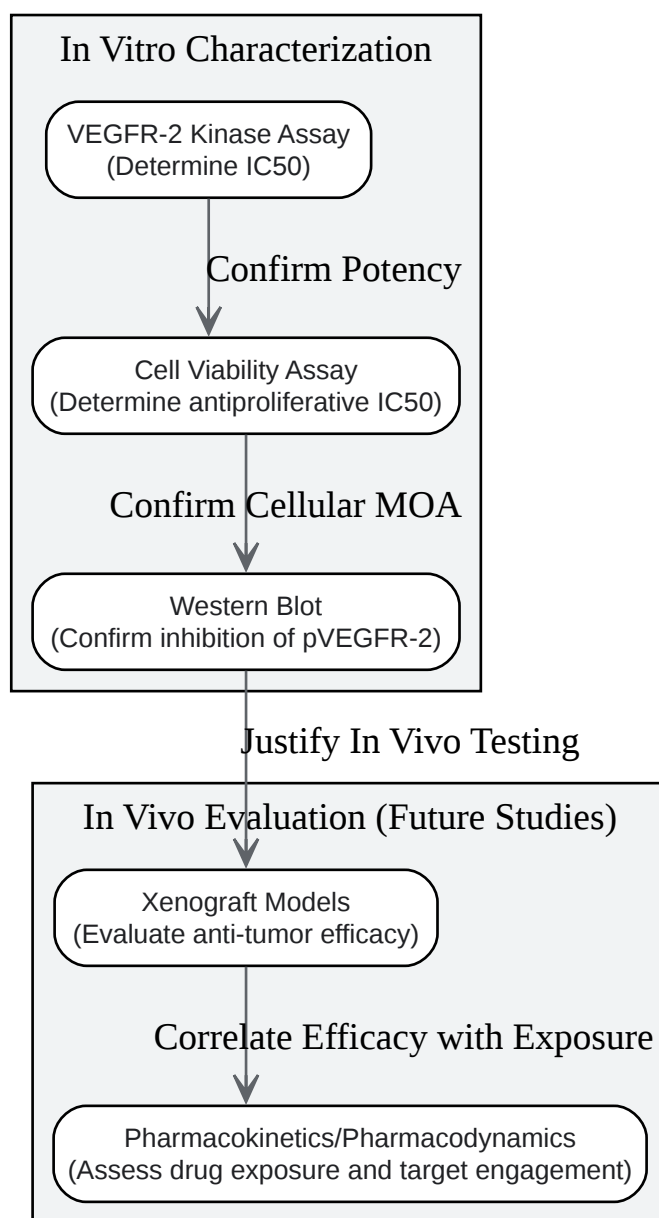 In Vitro Characterization
VEGFR-2 Kinase Assay
(Determine IC50)
Confirm Potency
Cell Viability Assay
(Determine antiproliferative IC50)
Confirm Cellular MOA
Western Blot
(Confirm inhibition of pVEGFR-2)
Justify In Vivo Testing
In Vivo Evaluation (Future Studies)
Xenograft Models
(Evaluate anti-tumor efficacy)
Correlate Efficacy with Exposure
Pharmacokinetics/Pharmacodynamics
(Assess drug exposure and target engagement)